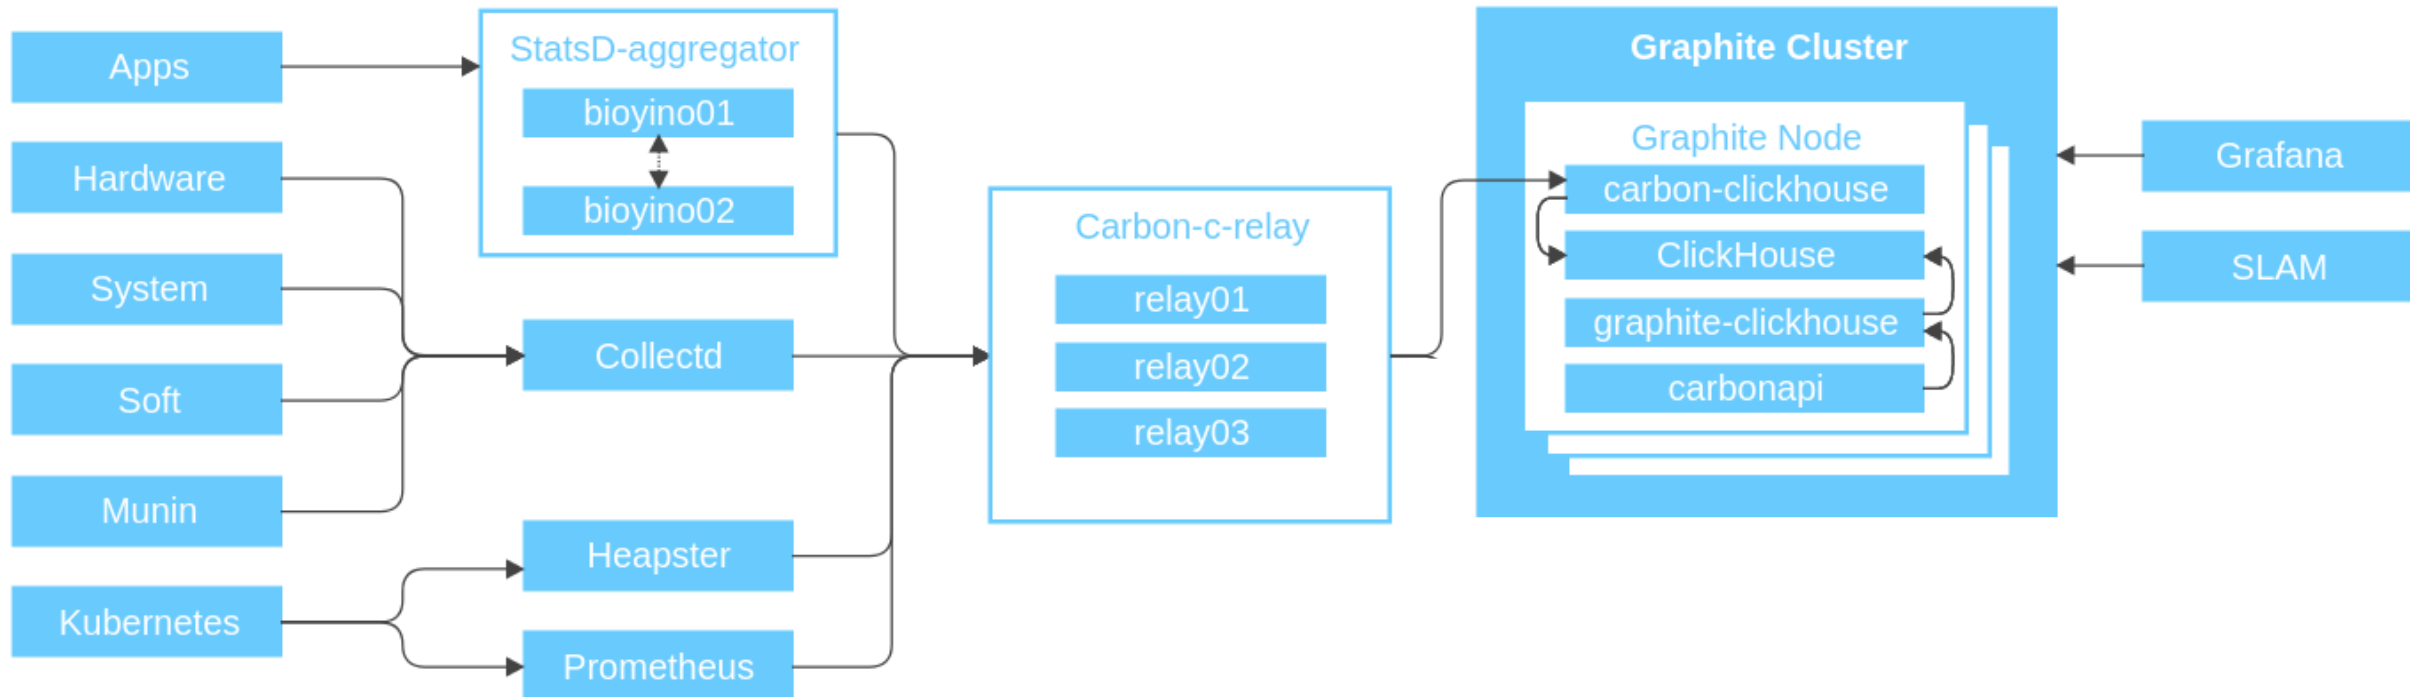 Apps
Hardware
System
Soft
Munin
Kubernetes
StatsD-aggregator
bioyino01
bioyino02
Collectd
Heapster
Prometheus
Carbon-c-relay
relay01
relay02
relay03
Graphite Cluster
Graphite Node
carbon-clickhouse
ClickHouse
graphite-clickhouse
carbonapi
Grafana
SLAM